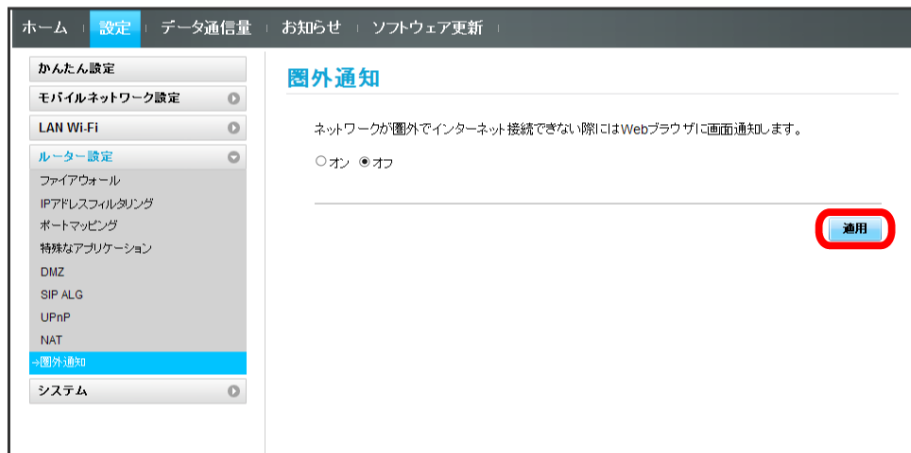 ホーム 設定 データ通信量 お知らせ ソフトウェア更新
かんたん設定
モバイルネットワーク設定
LAN Wi-Fi
ルーター設定
ファイアウォール
IPアドレスフィルタリング
ポートマッピング
特殊なアプリケーション
DMZ
SIP ALG
UPnP
NAT
→圏外通知
システム
圏外通知
ネットワークが圏外でインターネット接続できない際にはWebブラウザに画面通知します。
オン オフ
適用